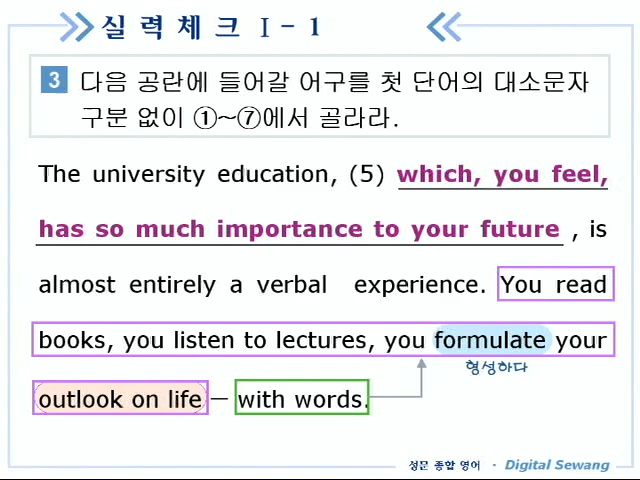 실력체크 I - 1
3 다음 공란에 들어갈 어구를 첫 단어의 대소문자
구분 없이 ①~⑦에서 골라라.
The university education, (5) which, you feel,
has so much importance to your future , is
almost entirely a verbal experience. You read
books, you listen to lectures, you formulate your
형성하다
outlook on life — with words.
성문 종합 영어 · Digital Sewang